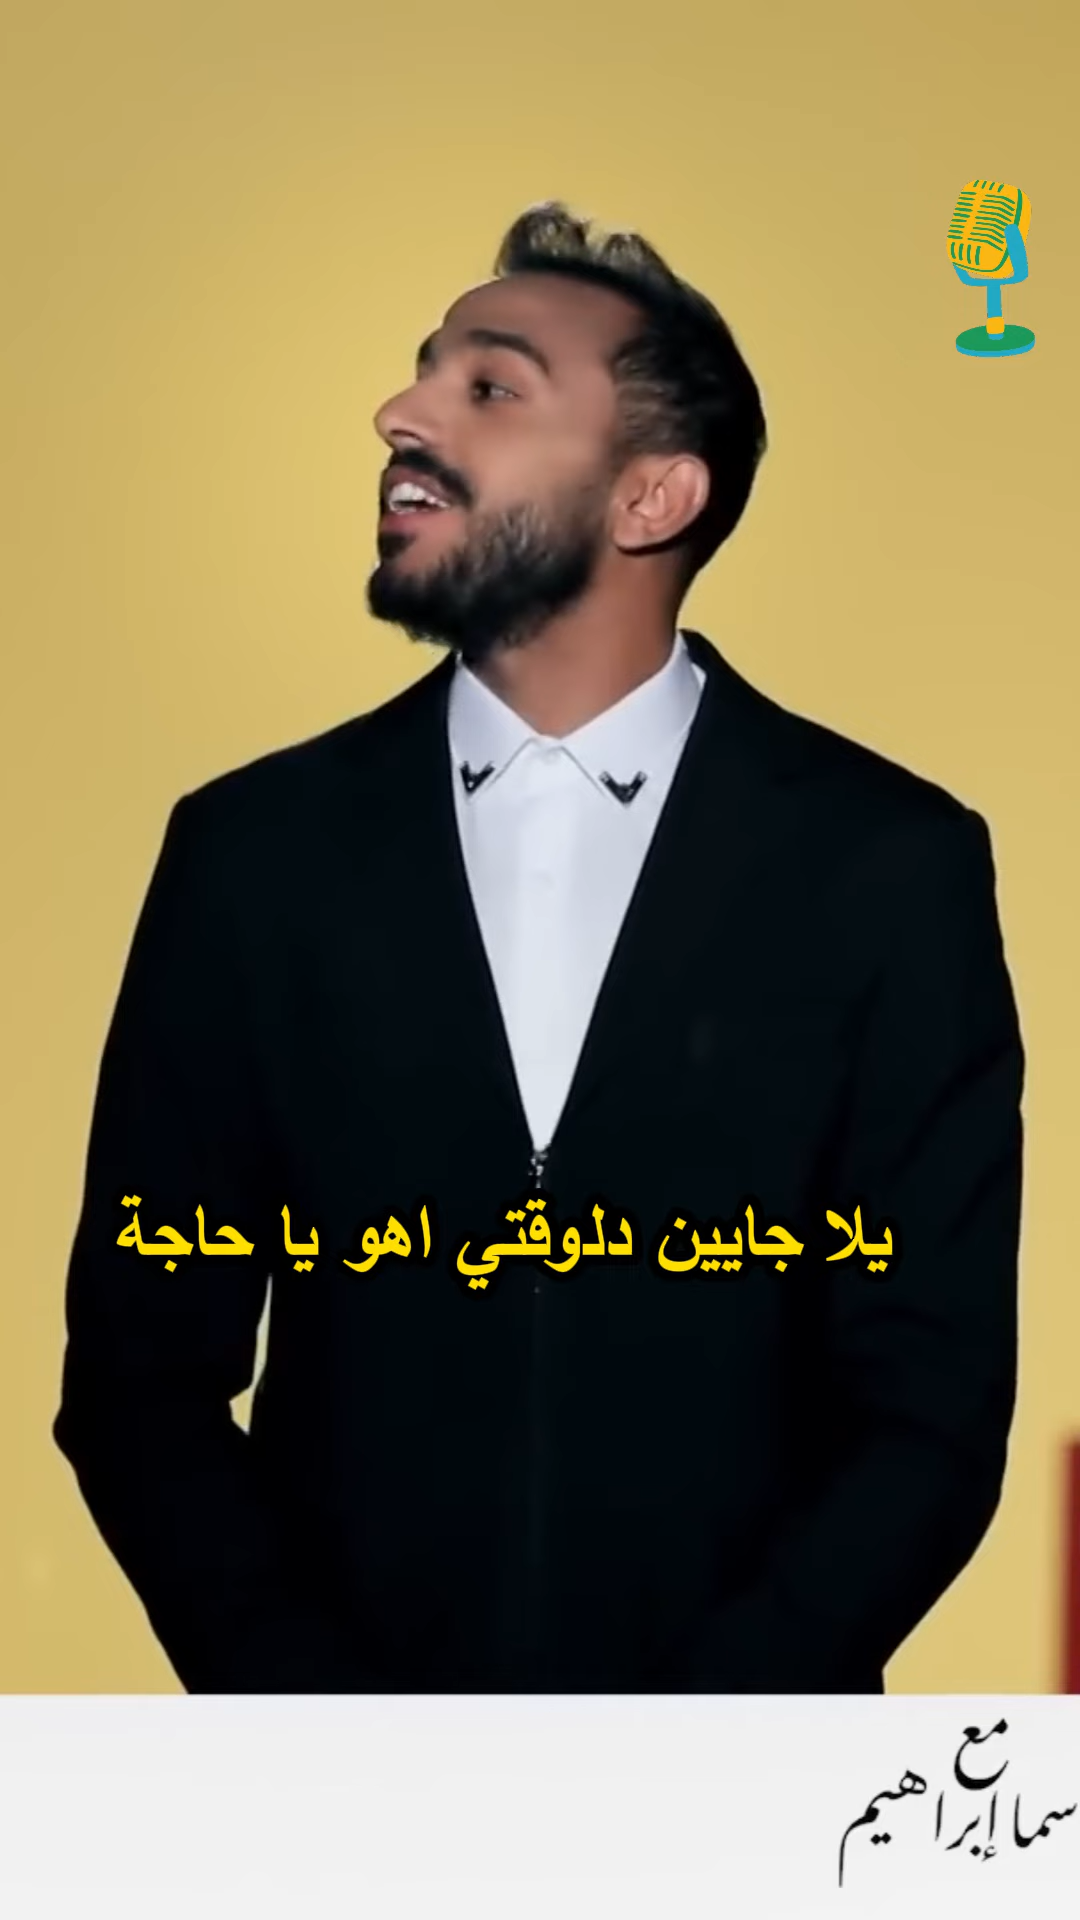 يلا جايين دلوقتي اهو يا حاجة
مع
سما إبراهيم